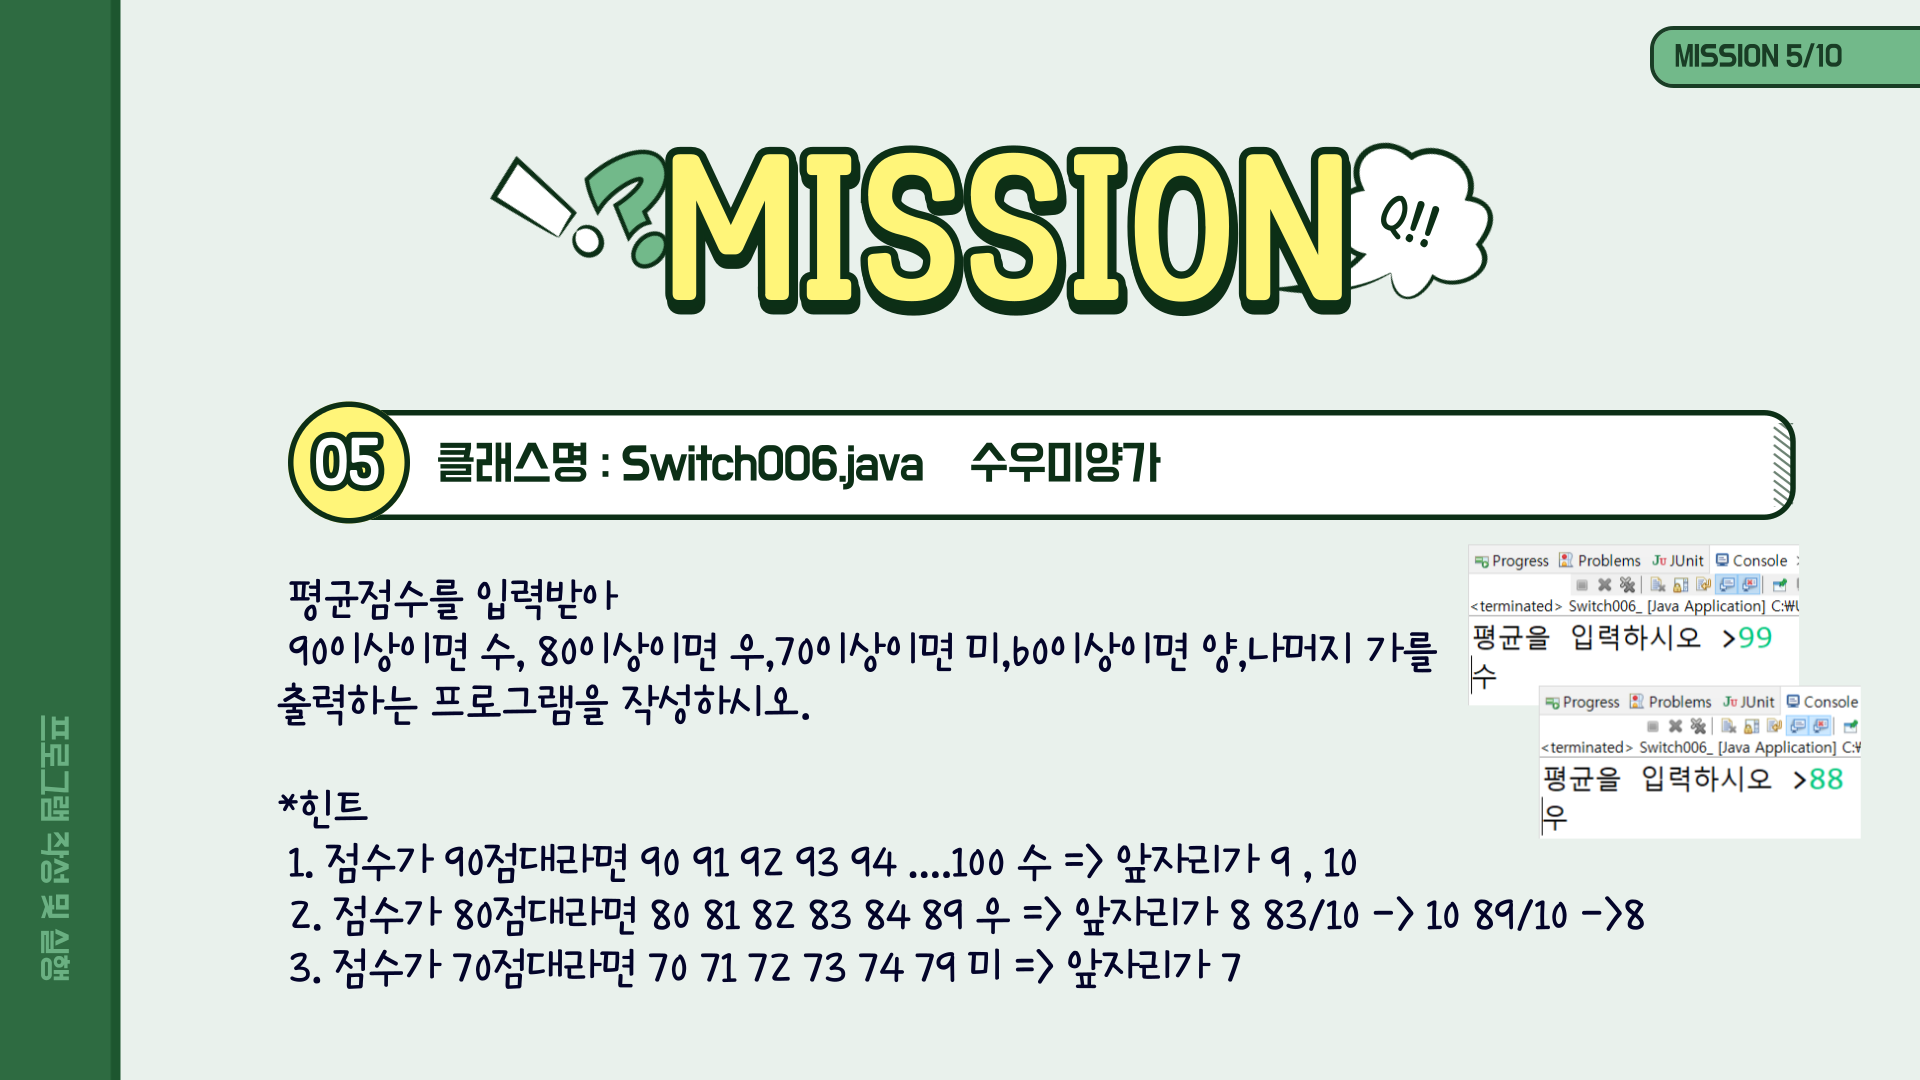 MISSION 5/10
!?MISSION
Q!!
05 클래스명 : Switch006.java 수우미양가
평균점수를 입력받아
90이상이면 수, 80이상이면 우,70이상이면 미,60이상이면 양,나머지 가를
출력하는 프로그램을 작성하시오.
*힌트
1. 점수가 90점대라면 90 91 92 93 94 ....100 수 => 앞자리가 9 , 10
2. 점수가 80점대라면 80 81 82 83 84 89 우 => 앞자리가 8 83/10 -> 10 89/10 ->8
3. 점수가 70점대라면 70 71 72 73 74 79 미 => 앞자리가 7
Progress Problems JUnit Console
<terminated> Switch006_ [Java Application] C:₩
평균을 입력하시오 >99
수
Progress Problems JUnit Console
<terminated> Switch006_ [Java Application] C:₩
평균을 입력하시오 >88
우
프로그램 작성 및 실행